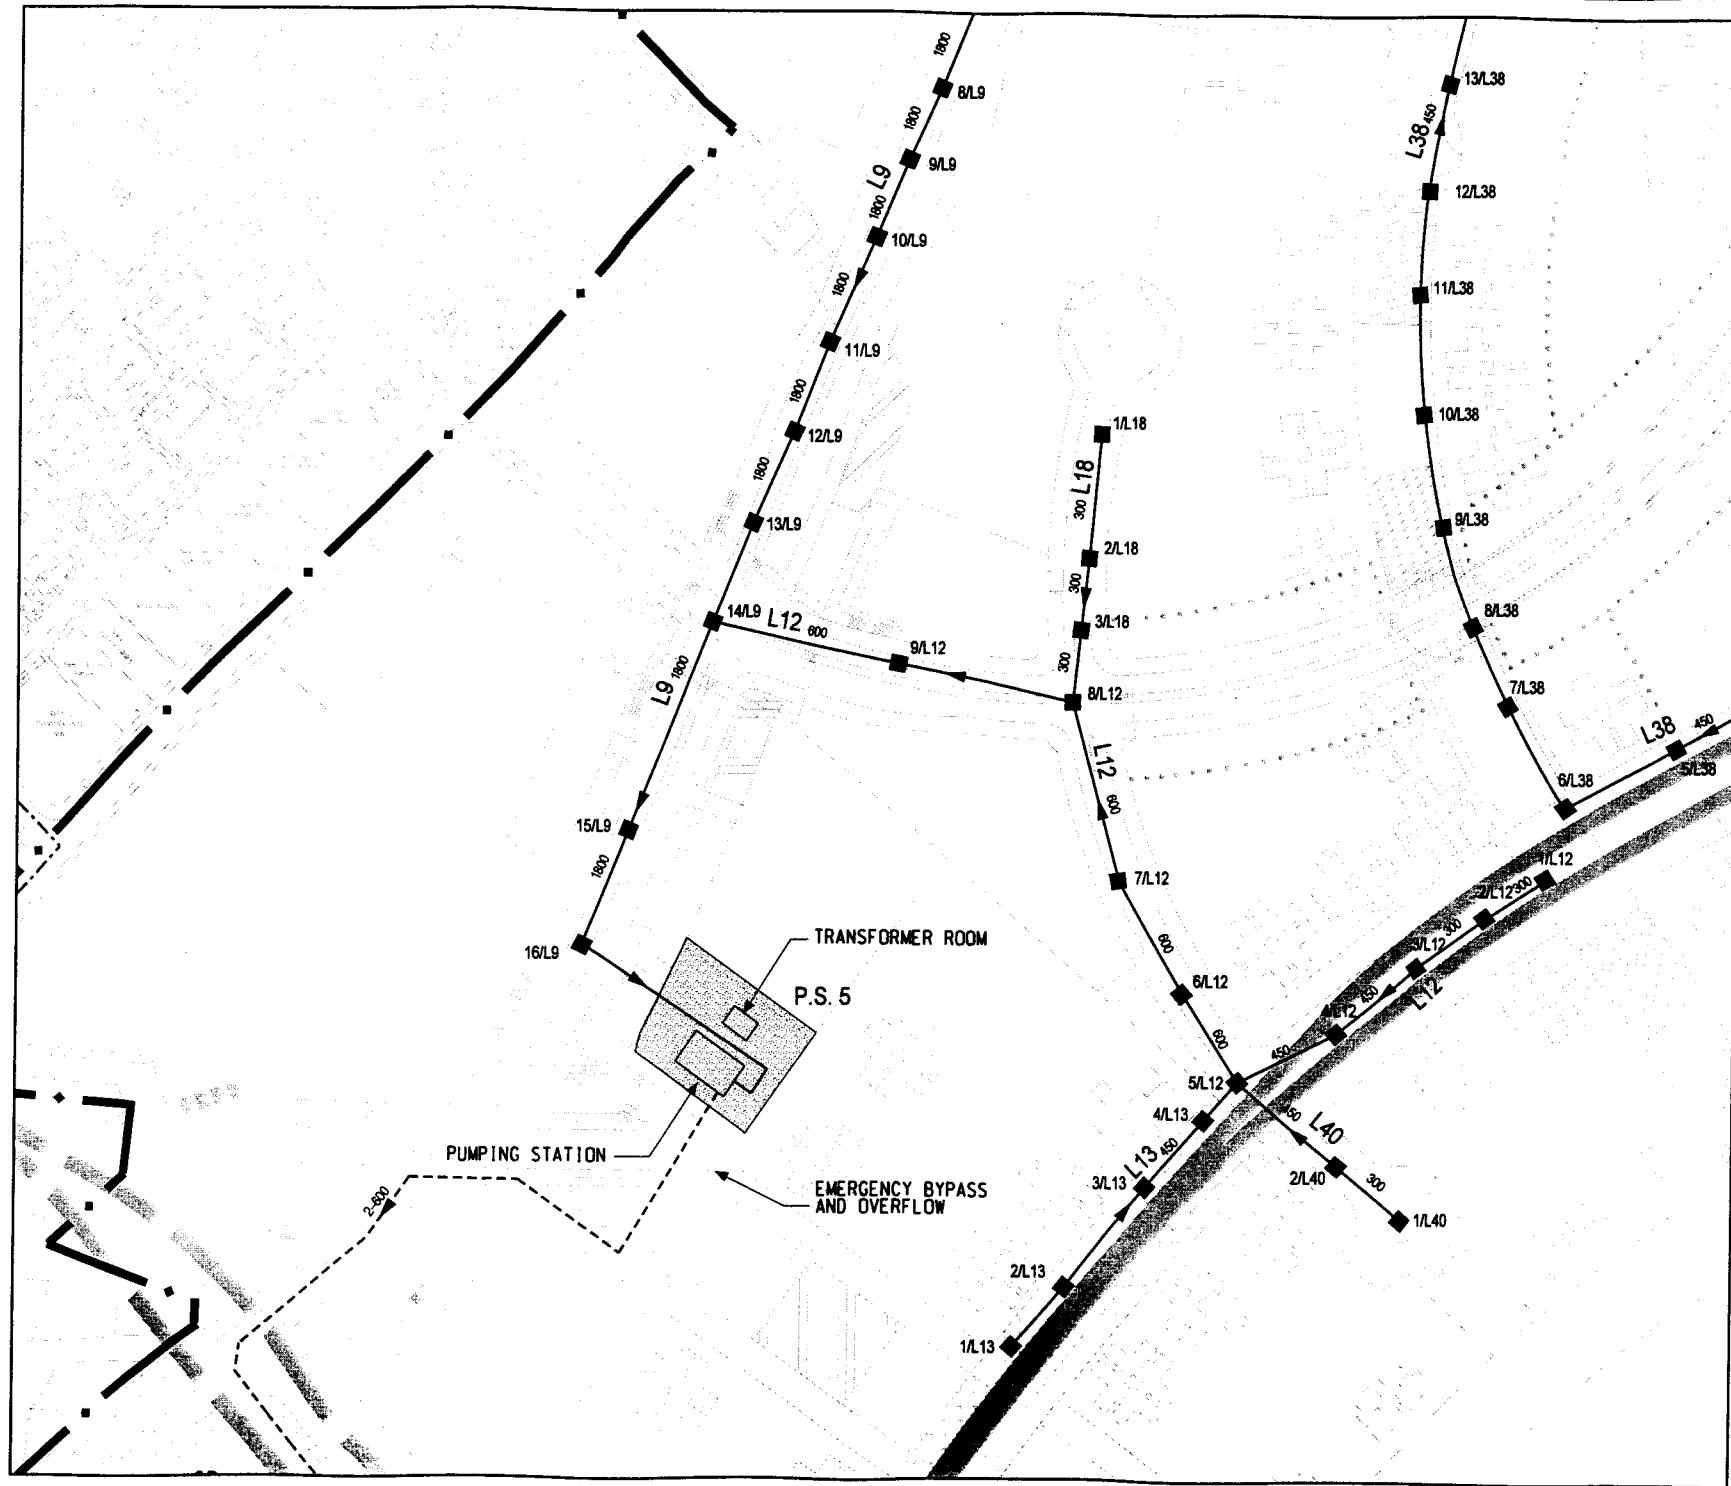 1800
8/L9
1800
9/L9
L9
1800
10/L9
1800
11/L9
1800
12/L9
1800
13/L9
14/L9
L12
600
9/L12
8/L12
L9
1800
15/L9
1800
16/L9
1/L18
L18
300
2/L18
300
3/L18
300
L12
600
7/L12
600
6/L12
600
5/L12
13/L38
450
L38
12/L38
11/L38
10/L38
9/L38
8/L38
7/L38
6/L38
L38
450
5/L38
1/L12
300
2/L12
300
3/L12
450
L12
4/L12
450
4/L13
450
L13
3/L13
2/L13
1/L13
450
L40
2/L40
300
1/L40
TRANSFORMER ROOM
P.S. 5
PUMPING STATION
EMERGENCY BYPASS
AND OVERFLOW
2-600